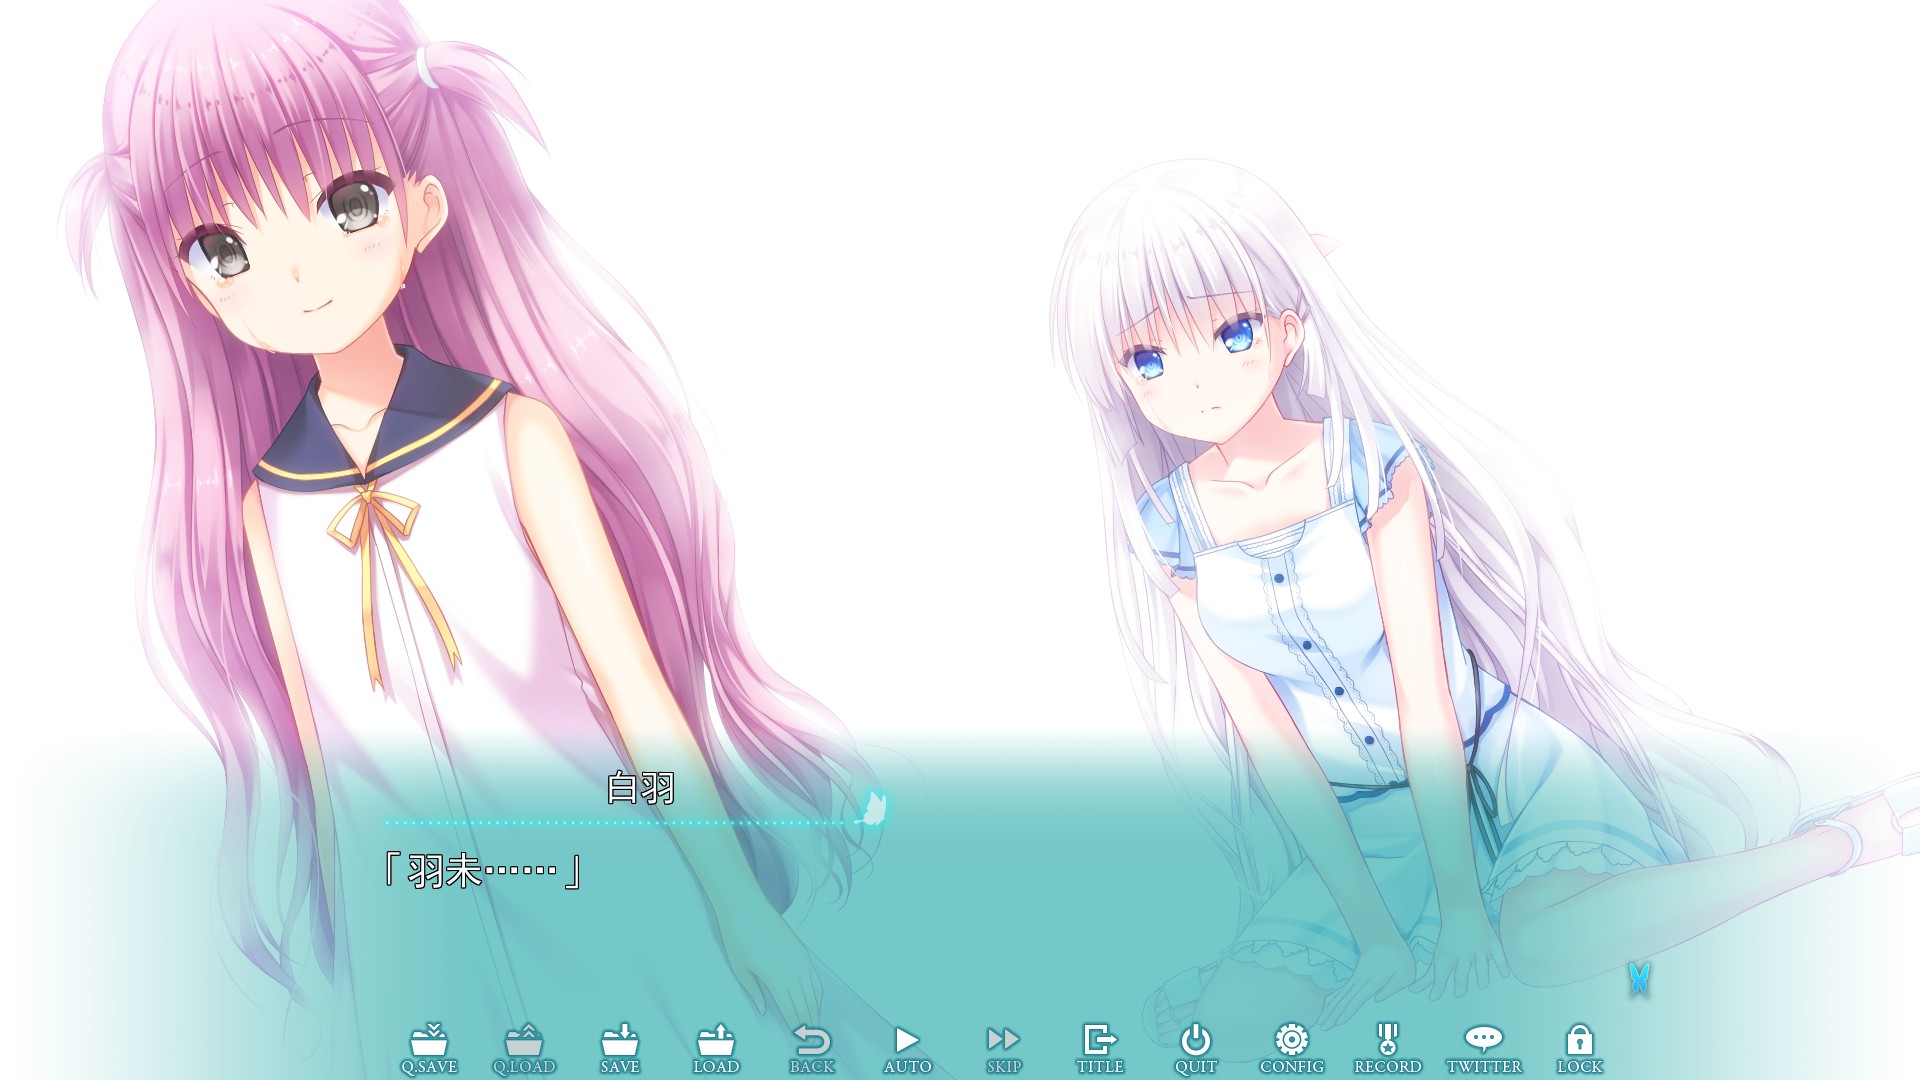 白羽
「羽未……」
Q.SAVE Q.LOAD SAVE LOAD BACK AUTO SKIP TITLE QUIT CONFIG RECORD TWITTER LOCK